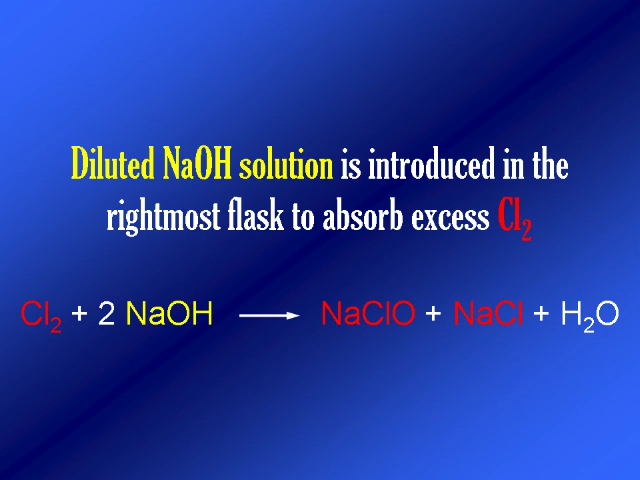 Diluted NaOH solution is introduced in the
rightmost flask to absorb excess Cl₂
Cl₂ + 2 NaOH ⟶ NaClO + NaCl + H₂O